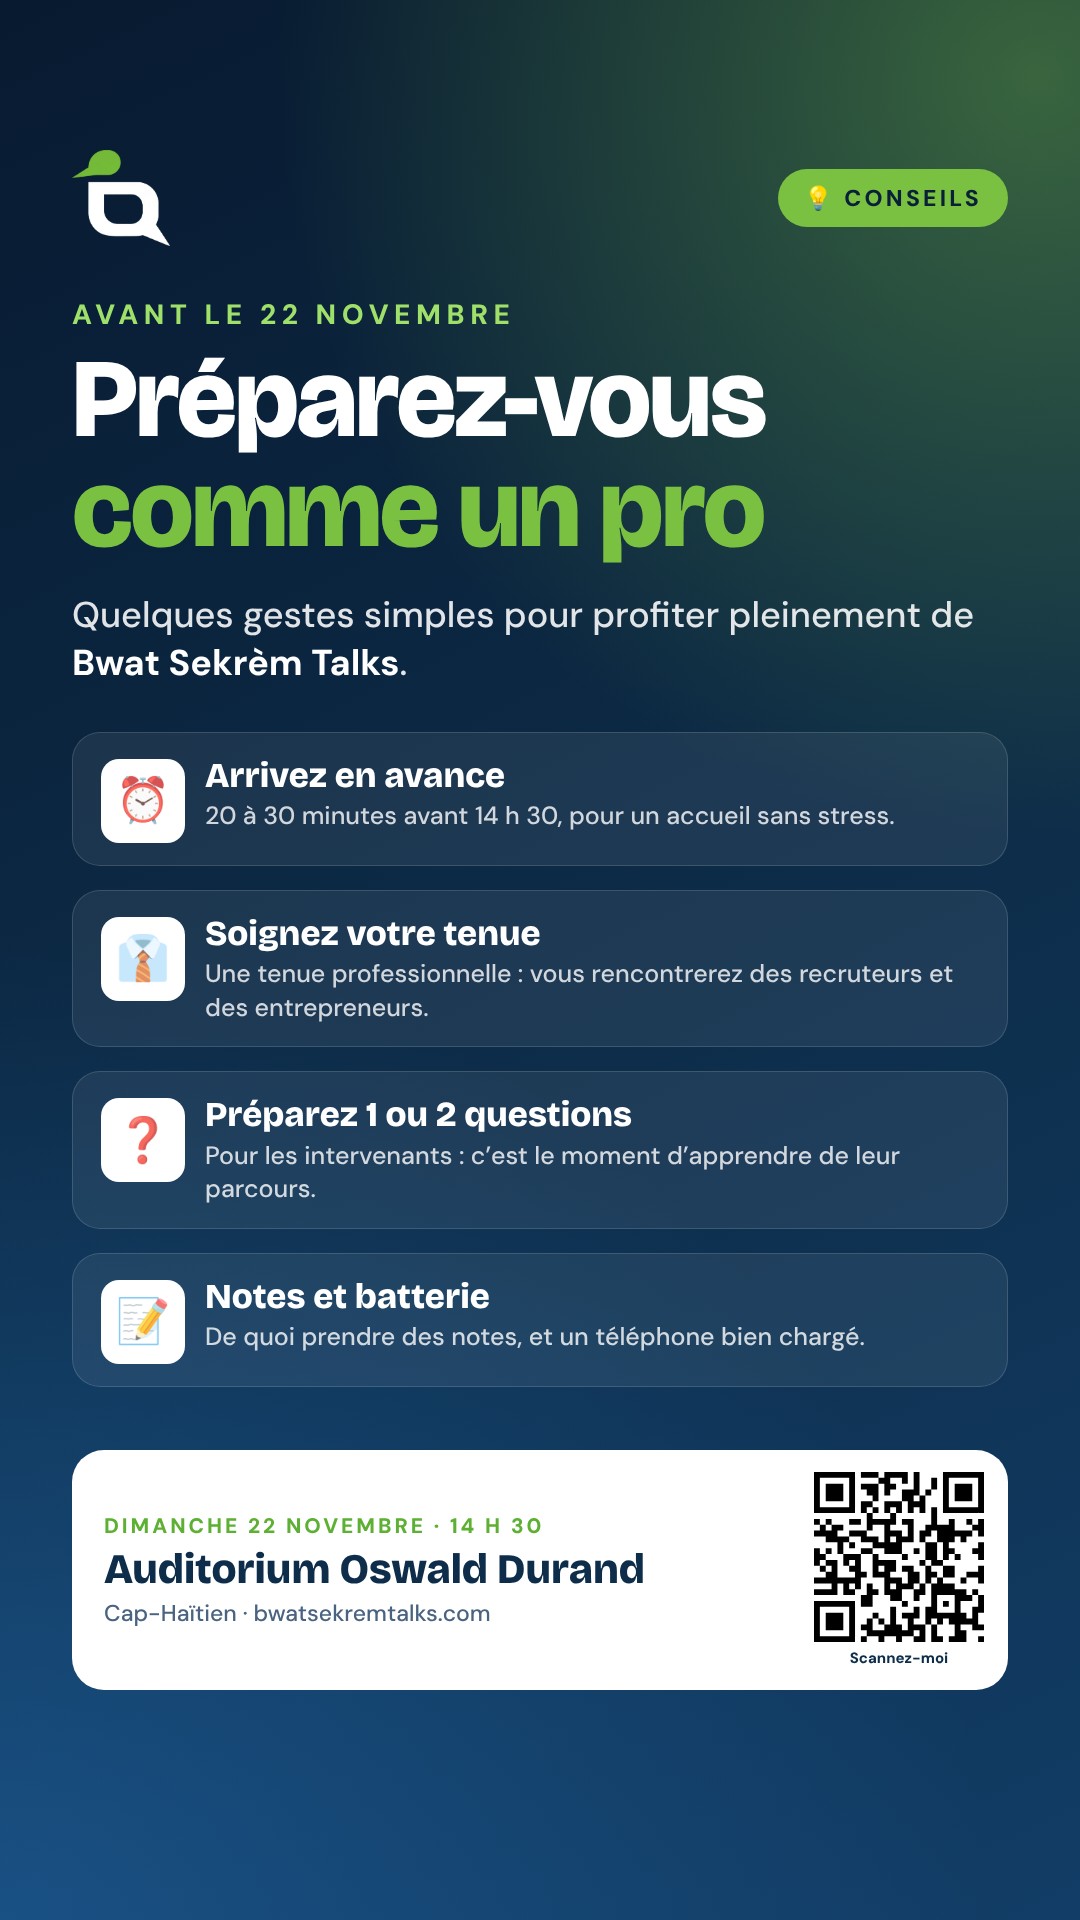 💡 CONSEILS
AVANT LE 22 NOVEMBRE
Préparez-vous
comme un pro
Quelques gestes simples pour profiter pleinement de
Bwat Sekrèm Talks.
Arrivez en avance
20 à 30 minutes avant 14 h 30, pour un accueil sans stress.
Soignez votre tenue
Une tenue professionnelle : vous rencontrerez des recruteurs et
des entrepreneurs.
Préparez 1 ou 2 questions
Pour les intervenants : c’est le moment d’apprendre de leur
parcours.
Notes et batterie
De quoi prendre des notes, et un téléphone bien chargé.
DIMANCHE 22 NOVEMBRE · 14 H 30
Auditorium Oswald Durand
Cap-Haïtien · bwatsekremtalks.com
Scannez-moi